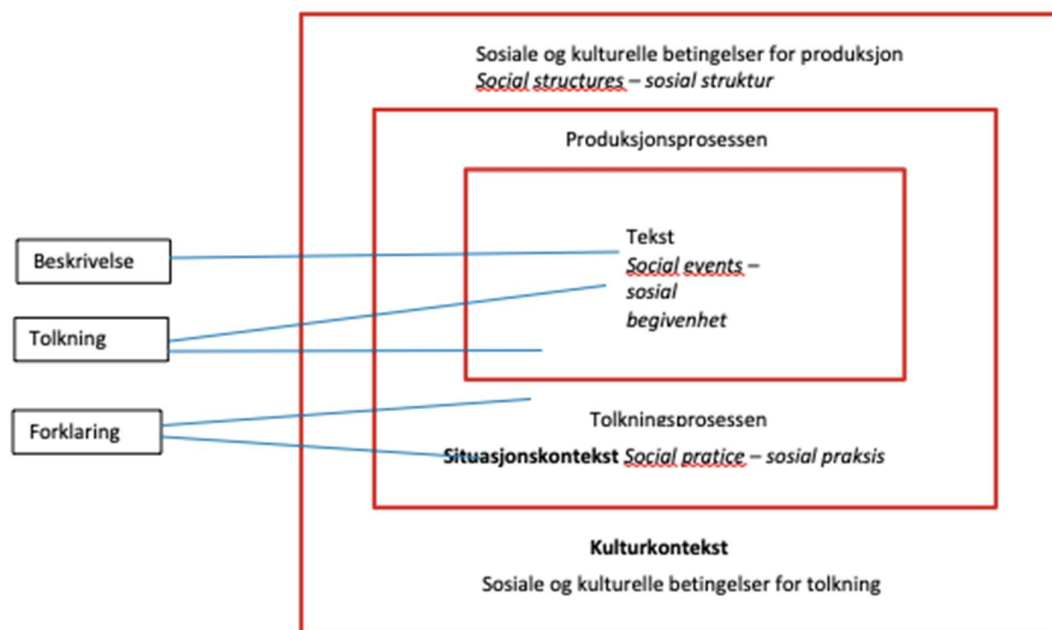 Sosiale og kulturelle betingelser for produksjon
Social structures – sosial struktur
Produksjonsprosessen
Beskrivelse
Tolkning
Forklaring
Tekst
Social events –
sosial
begivenhet
Tolkningsprosessen
Situasjonskontekst Social pratice – sosial praksis
Kulturkontekst
Sosiale og kulturelle betingelser for tolkning